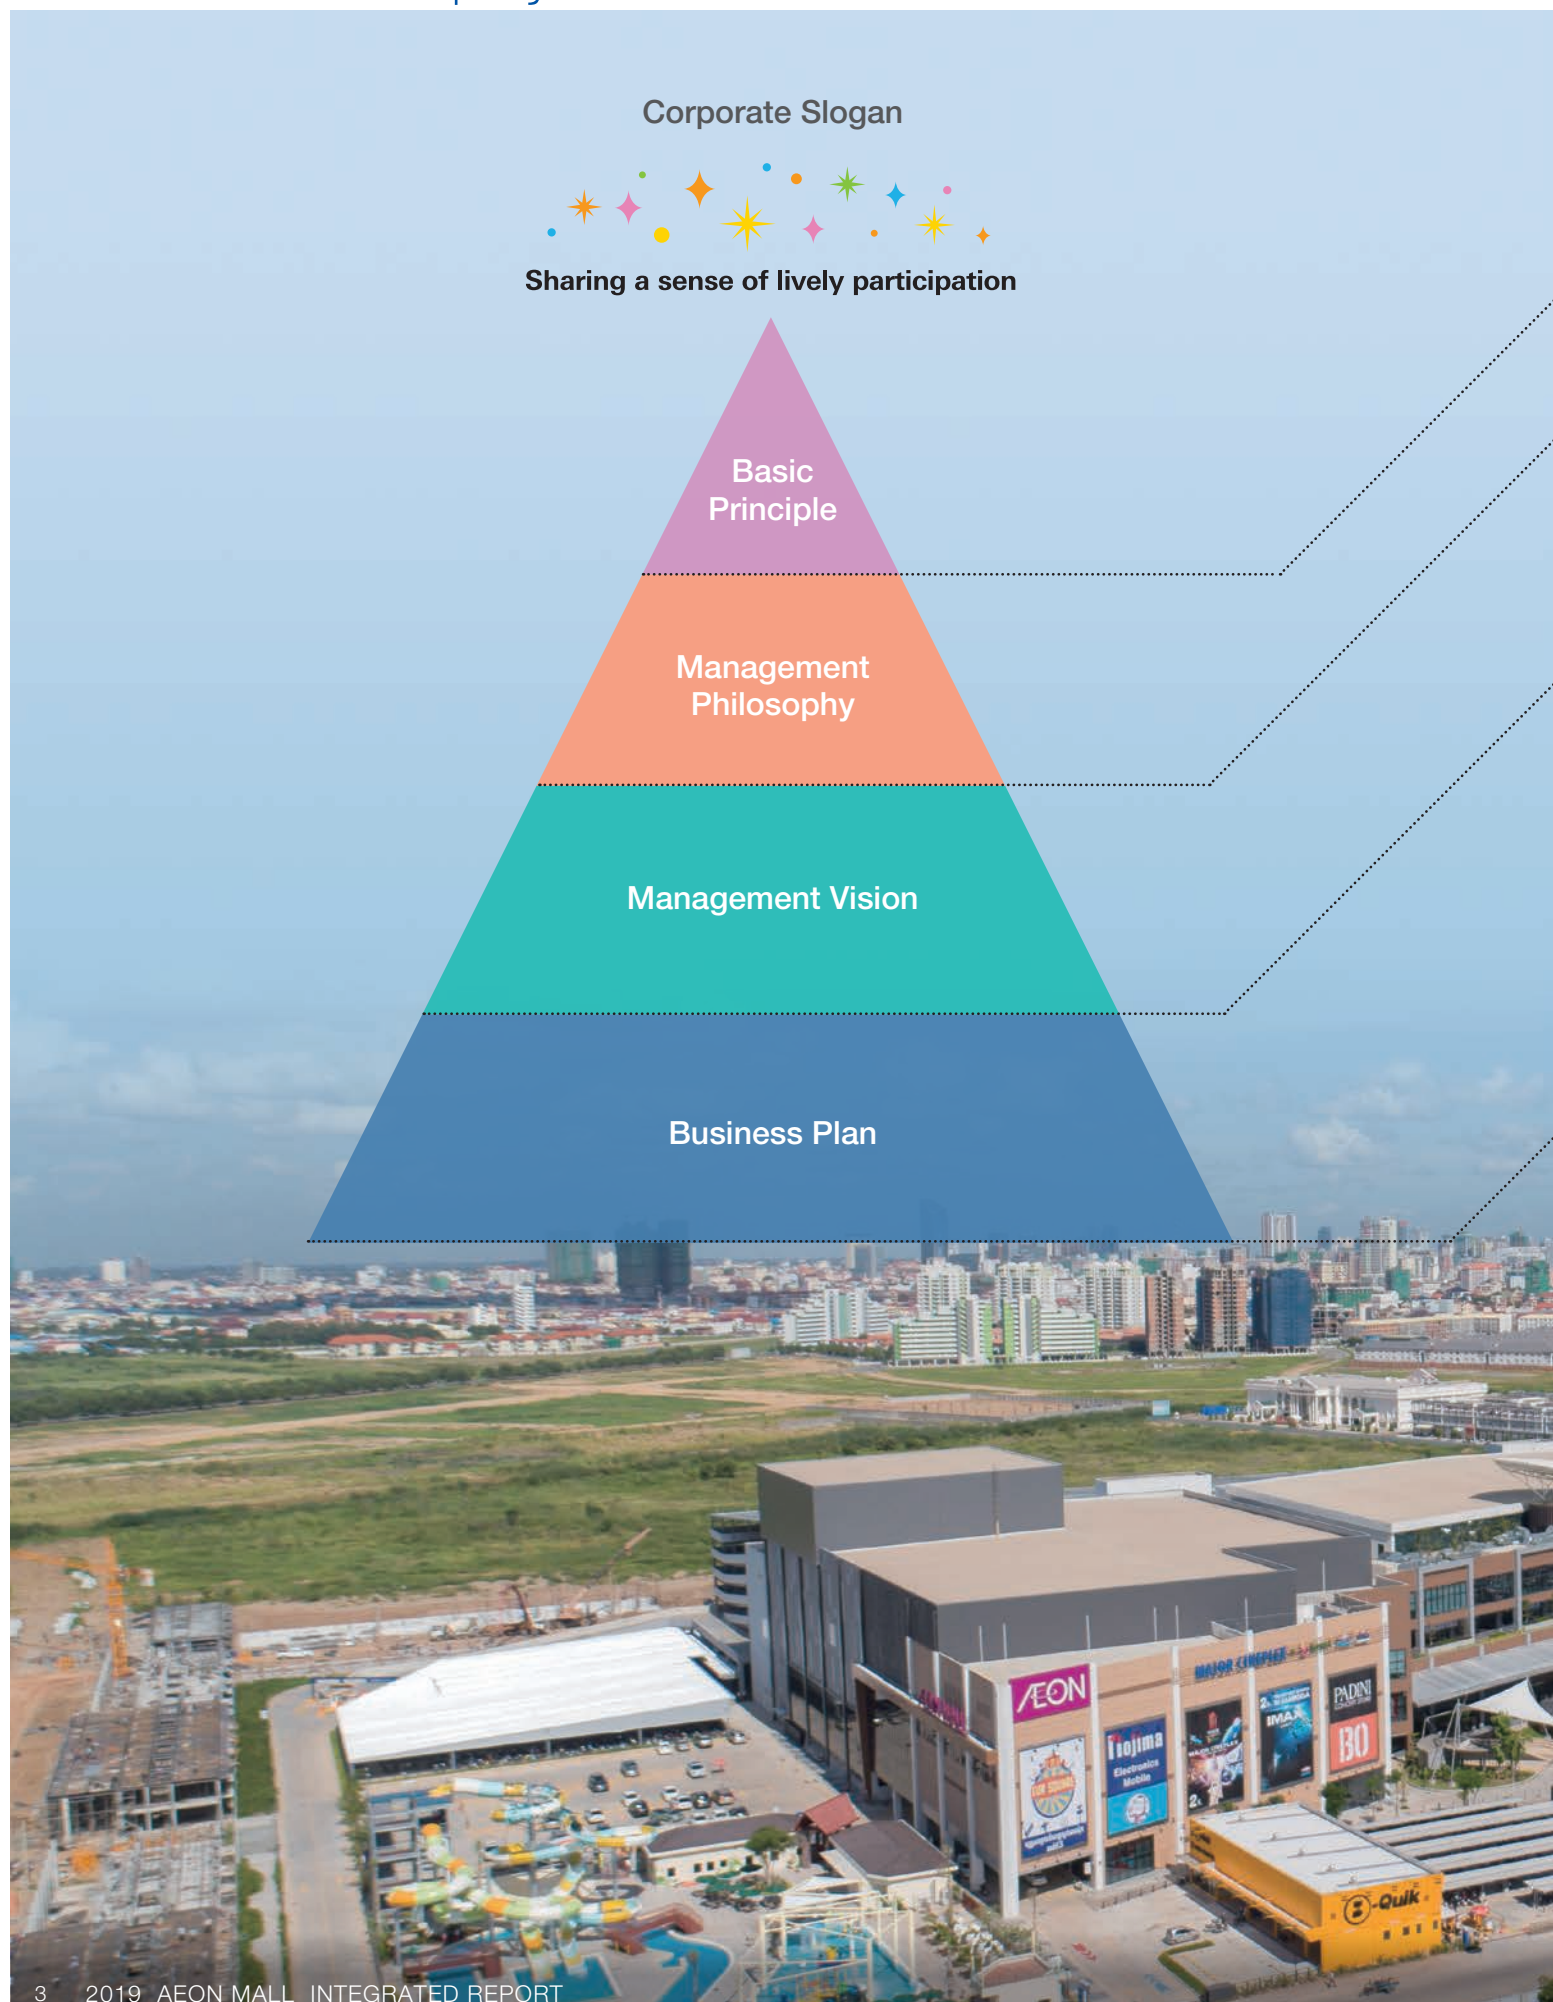 Corporate Slogan
Sharing a sense of lively participation
Basic
Principle
Management
Philosophy
Management Vision
Business Plan
ÆON
MAJOR CINEPLEX
PADINI
IMAX
BO
nojima
Electronics
Mobile
B-Quik
3 2019 AEON MALL INTEGRATED REPORT